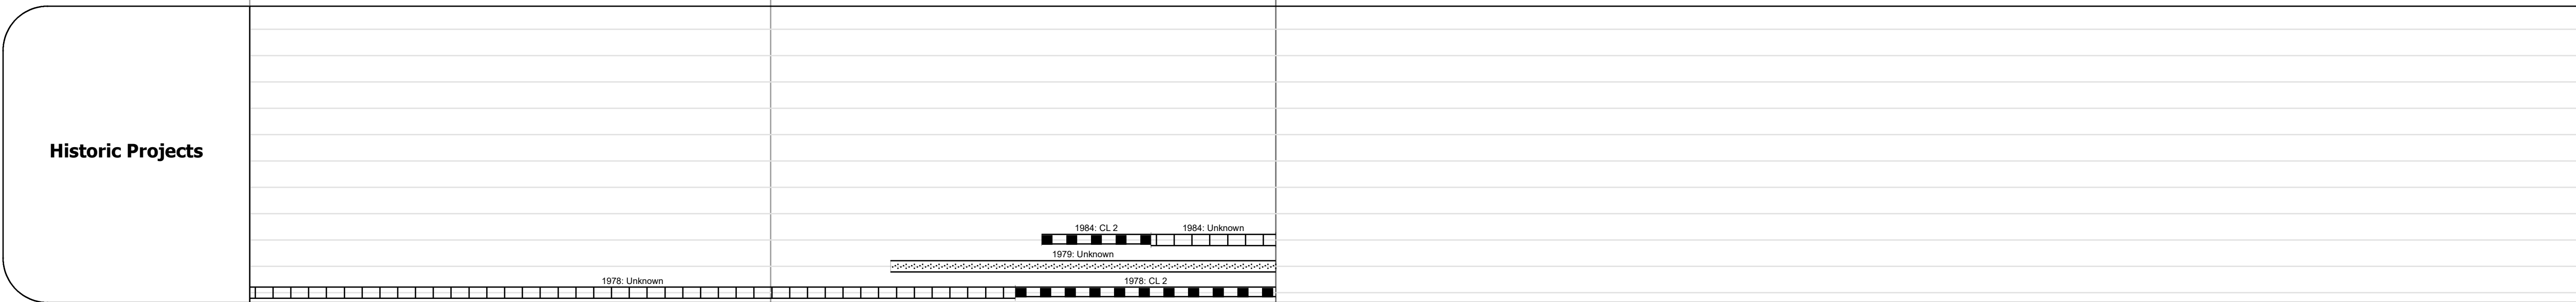 Historic Projects
1984: CL 2
1984: Unknown
1979: Unknown
1978: Unknown
1978: CL 2